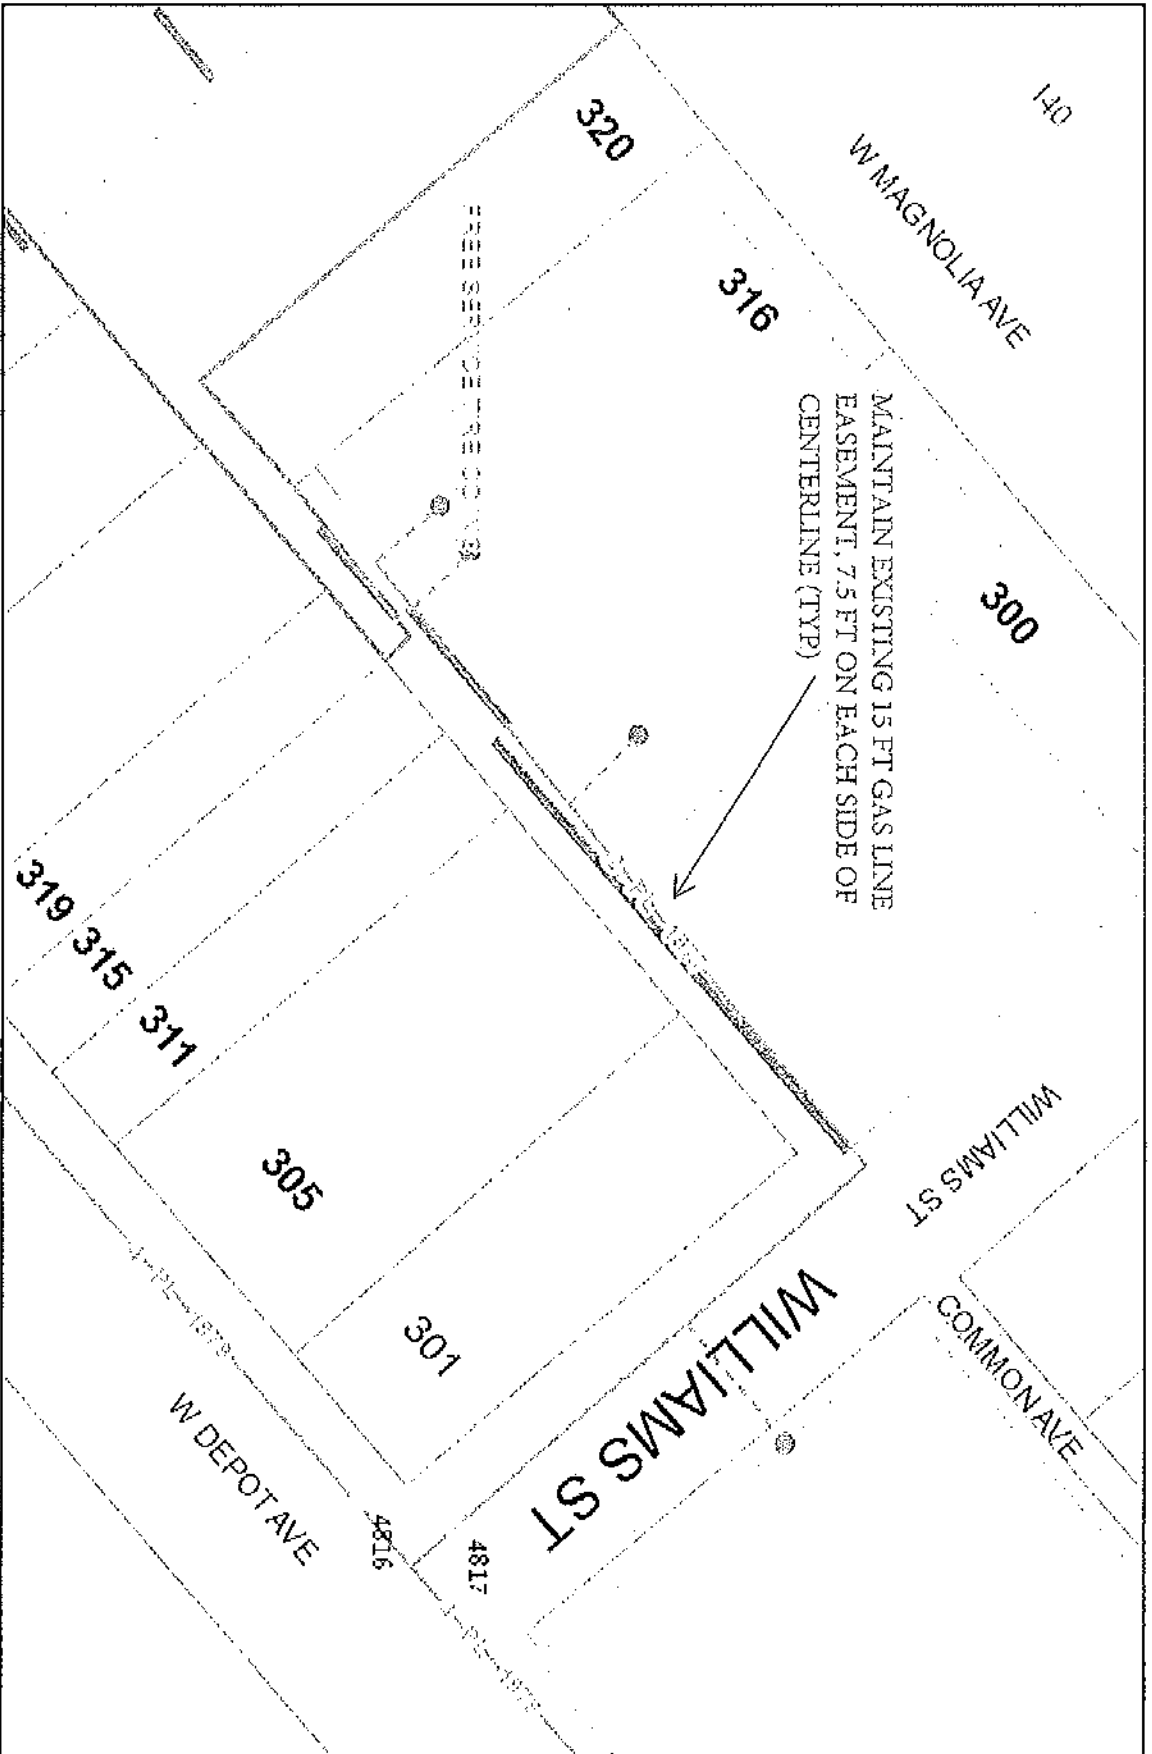 140
W MAGNOLIA AVE
320
316
300
MAINTAIN EXISTING 15 FT GAS LINE
EASEMENT, 7.5 FT ON EACH SIDE OF
CENTERLINE (TYP)
WILLIAMS ST
COMMON AVE
WILLIAMS ST
319
315
311
305
301
W DEPOT AVE
4816
4817